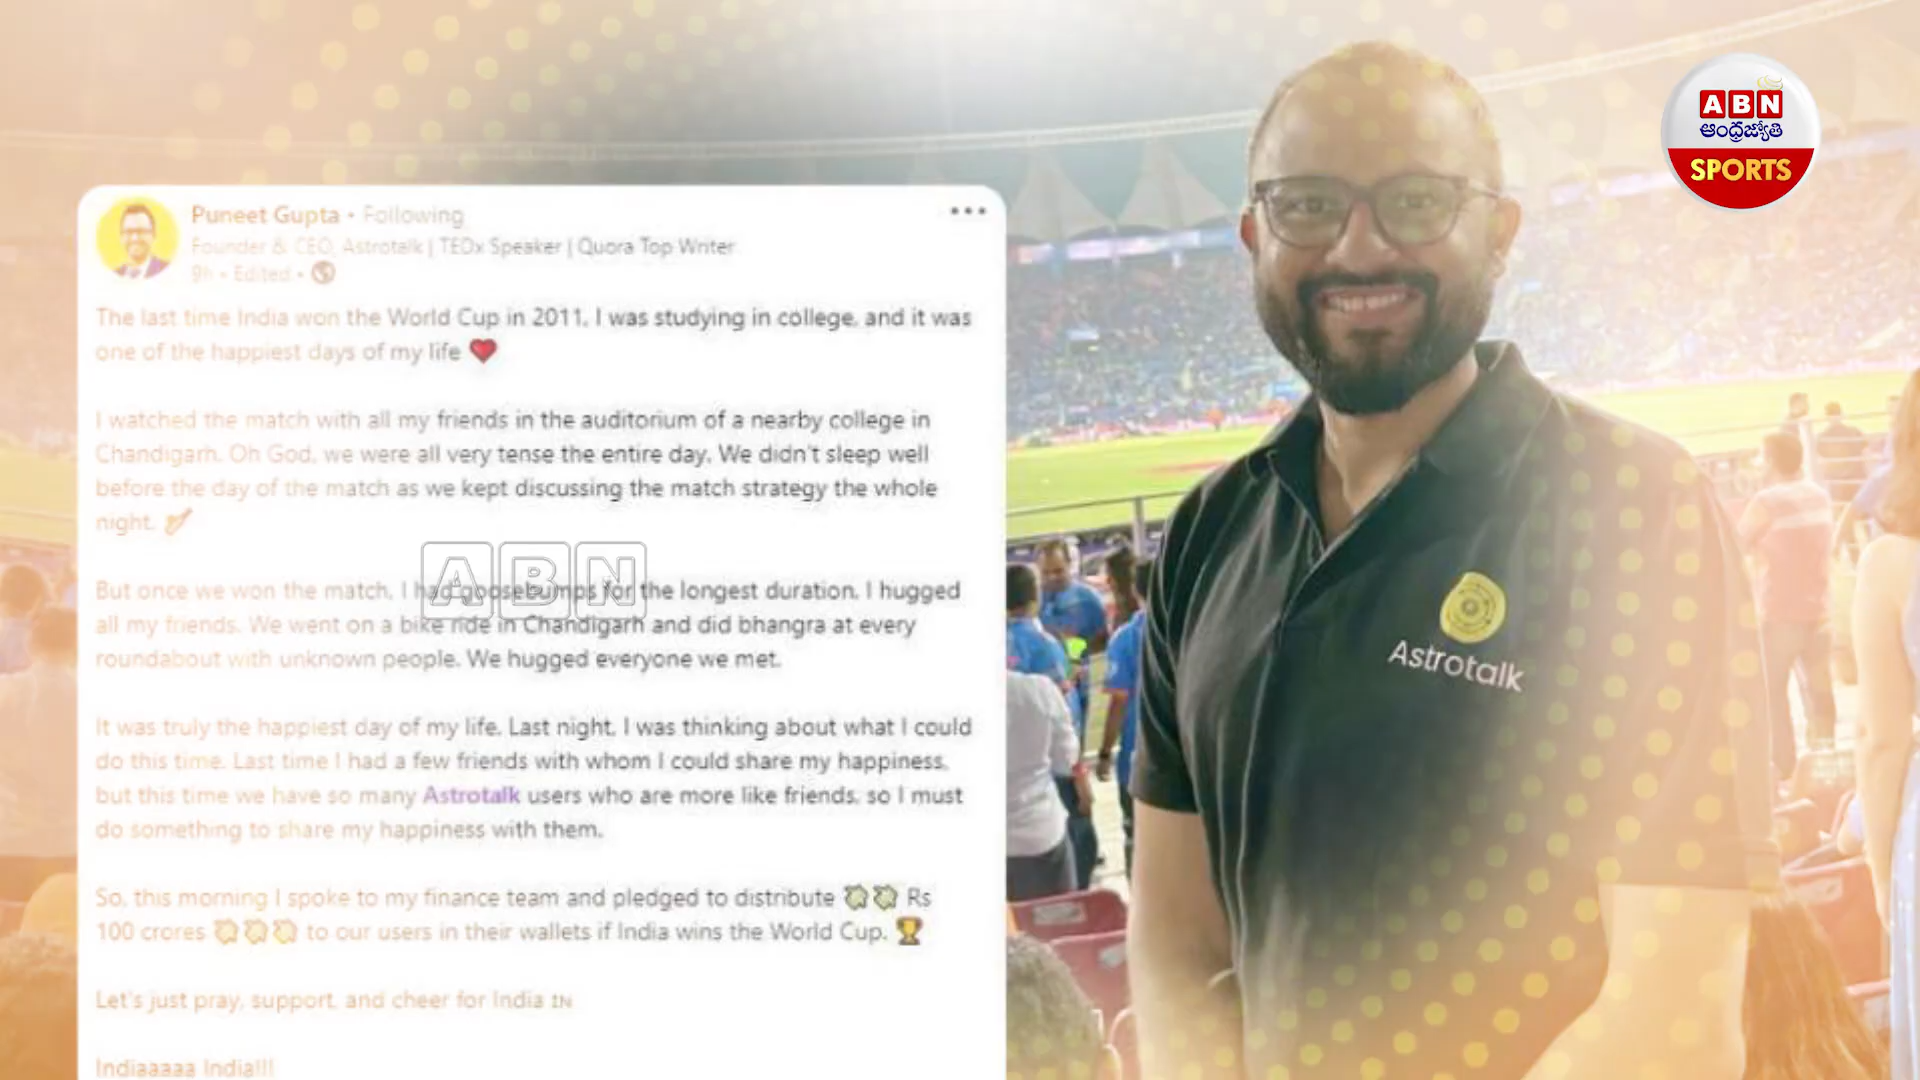 ABN
ఆంధ్రజ్యోతి
SPORTS
Puneet Gupta • Following
Founder & CEO, Astrotalk | TEDx Speaker | Quora Top Writer
9h • Edited •
The last time India won the World Cup in 2011, I was studying in college, and it was
one of the happiest days of my life ❤️
I watched the match with all my friends in the auditorium of a nearby college in
Chandigarh. Oh God, we were all very tense the entire day. We didn't sleep well
before the day of the match as we kept discussing the match strategy the whole
night. 🏏
But once we won the match, I had goosebumps for the longest duration. I hugged
all my friends. We went on a bike ride in Chandigarh and did bhangra at every
roundabout with unknown people. We hugged everyone we met.
ABN
It was truly the happiest day of my life. Last night, I was thinking about what I could
do this time. Last time I had a few friends with whom I could share my happiness,
but this time we have so many Astrotalk users who are more like friends, so I must
do something to share my happiness with them.
So, this morning I spoke to my finance team and pledged to distribute 💸💸 Rs
100 crores 💸💸💸 to our users in their wallets if India wins the World Cup. 🏆
Let's just pray, support, and cheer for India IN
Indiaaaaa India!!!
Astrotalk